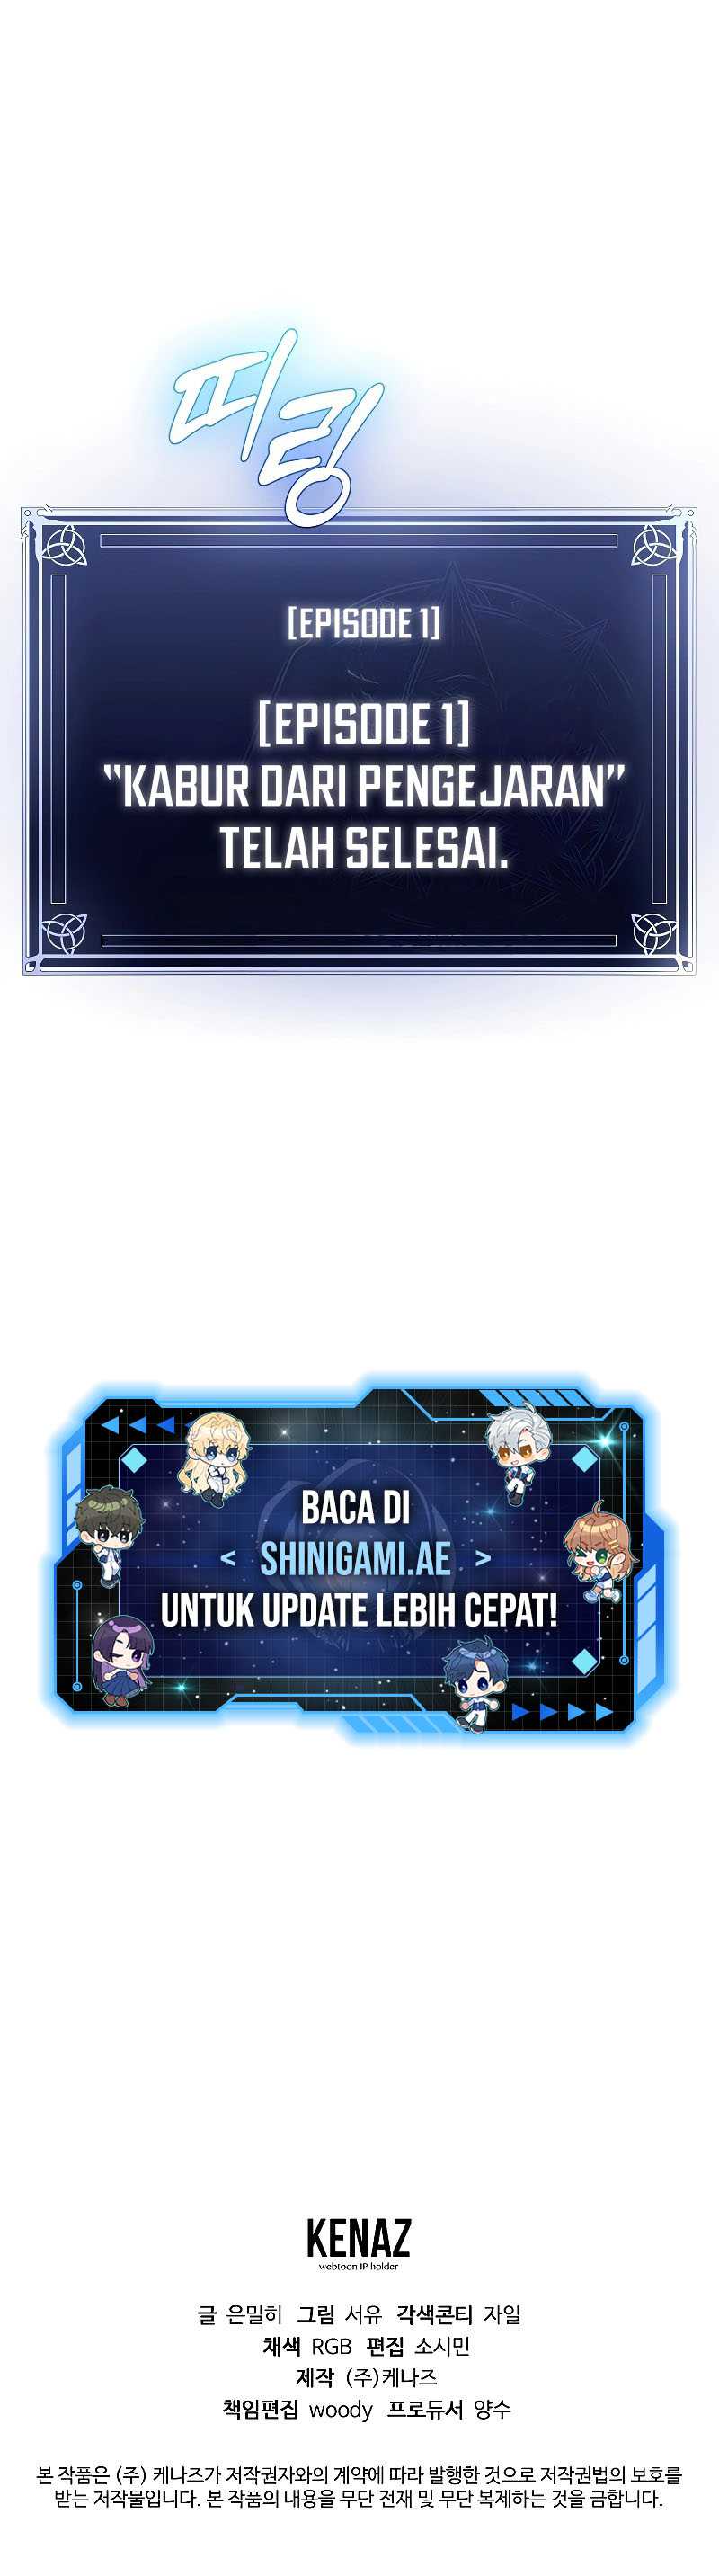 띠링
[EPISODE 1]
[EPISODE 1]
“KABUR DARI PENGEJARAN”
TELAH SELESAI.
BACA DI
< SHINIGAMI.AE >
UNTUK UPDATE LEBIH CEPAT!
KENAZ
webtoon IP holder
글 은밀히 그림 서유 각색콘티 자일
채색 RGB 편집 소시민
제작 (주)케나즈
책임편집 woody 프로듀서 양수
본 작품은 (주) 케나즈가 저작권자와의 계약에 따라 발행한 것으로 저작권법의 보호를
받는 저작물입니다. 본 작품의 내용을 무단 전재 및 무단 복제하는 것을 금합니다.